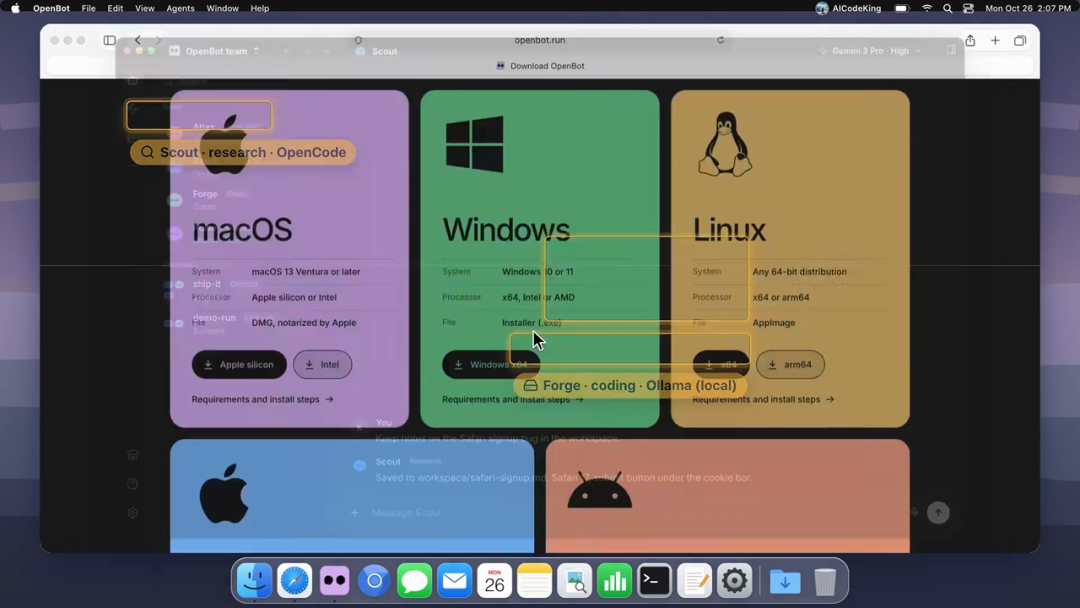 OpenBot File Edit View Agents Window Help
AICodeKing Mon Oct 26 2:07 PM
openbot.run
OpenBot team
Scout
Gemini 3 Pro · High
Download OpenBot
Atlas
Scout · research · OpenCode
Forge
macOS
System macOS 13 Ventura or later
Processor Apple silicon or Intel
File DMG, notarized by Apple
Apple silicon Intel
Requirements and install steps →
Windows
System Windows 10 or 11
Processor x64, Intel or AMD
File Installer (.exe)
Windows x64
Requirements and install steps →
Linux
System Any 64-bit distribution
Processor x64 or arm64
File AppImage
x64 arm64
Requirements and install steps →
ship-it
demo-run
Forge · coding · Ollama (local)
You
Keep notes on the Safari signup bug in the workspace.
Scout Research
Message Scout
MON
26